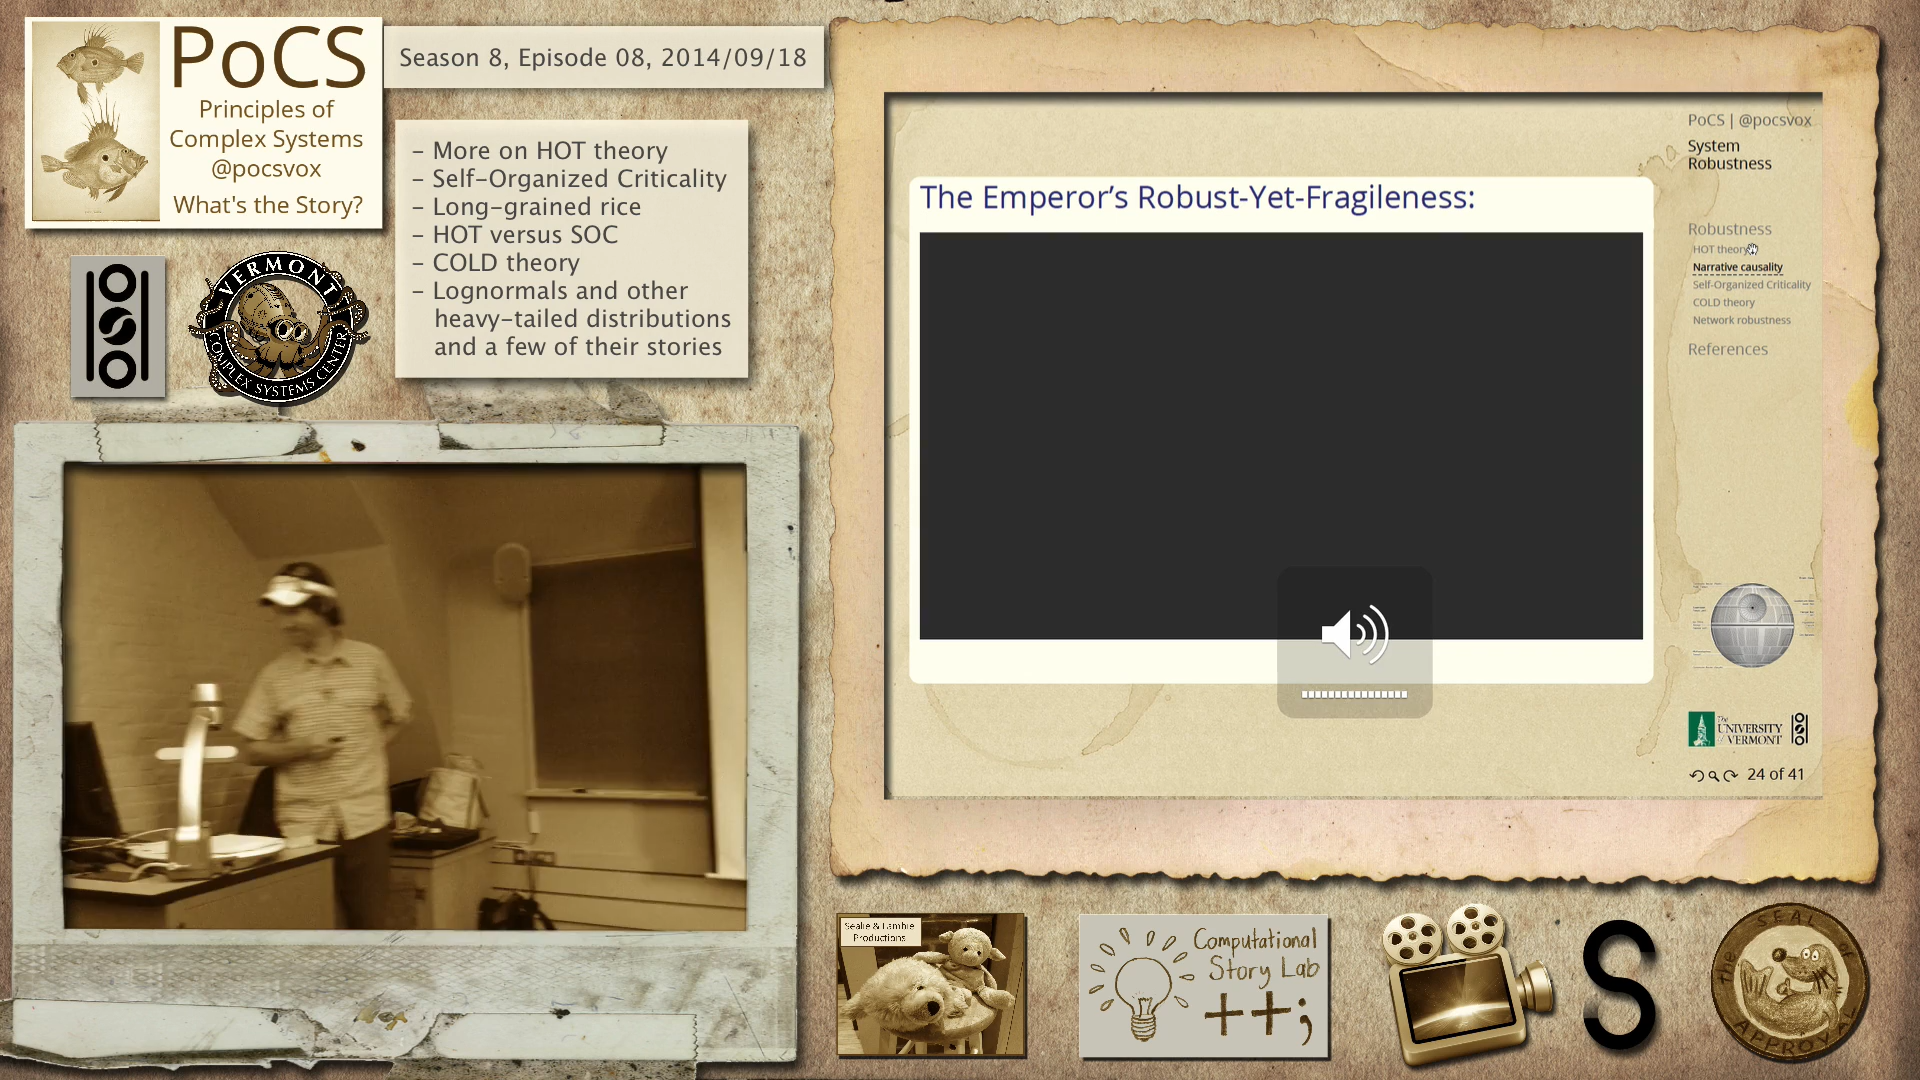 PoCS
Principles of
Complex Systems
@pocsvox
What's the Story?
Season 8, Episode 08, 2014/09/18
– More on HOT theory
– Self-Organized Criticality
– Long-grained rice
– HOT versus SOC
– COLD theory
– Lognormals and other
heavy-tailed distributions
and a few of their stories
VERMONT
COMPLEX SYSTEMS CENTER
The Emperor's Robust-Yet-Fragileness:
PoCS | @pocsvox
System
Robustness
Robustness
HOT theory
Narrative causality
Self-Organized Criticality
COLD theory
Network robustness
References
The
UNIVERSITY
of VERMONT
24 of 41
Sealie & Lambie
Productions
Computational
Story Lab
++;
S
the SEAL OF
APPROVAL